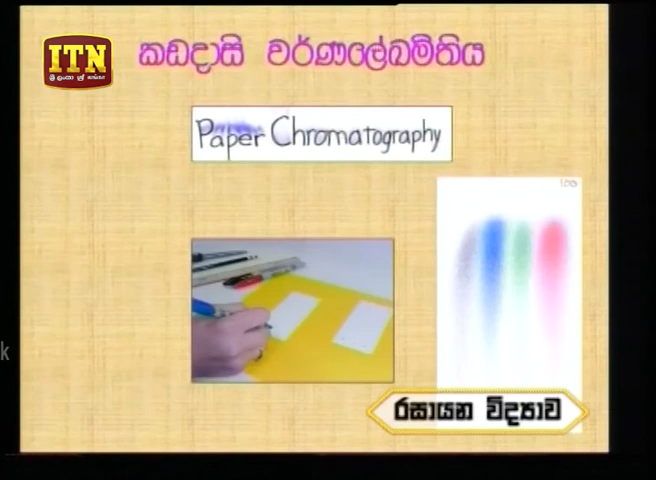 ITN
කඩදාසි වර්ණලේඛමිතිය
Paper Chromatography
රසායන විද්‍යාව
k